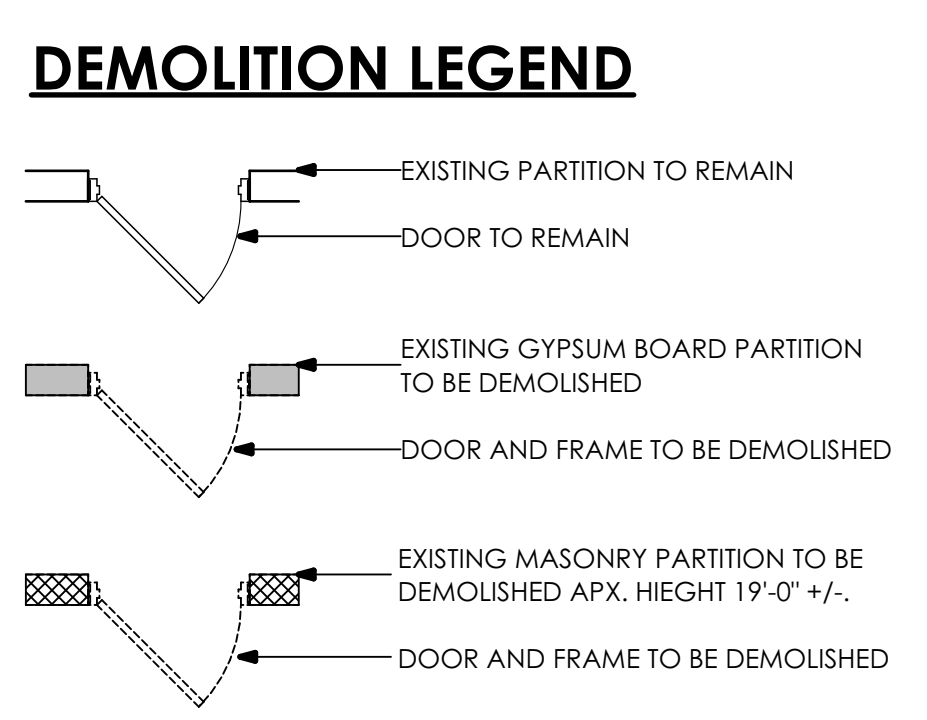 DEMOLITION LEGEND
EXISTING PARTITION TO REMAIN
DOOR TO REMAIN
EXISTING GYPSUM BOARD PARTITION
TO BE DEMOLISHED
DOOR AND FRAME TO BE DEMOLISHED
EXISTING MASONRY PARTITION TO BE
DEMOLISHED APX. HIEGHT 19'-0" +/-.
DOOR AND FRAME TO BE DEMOLISHED